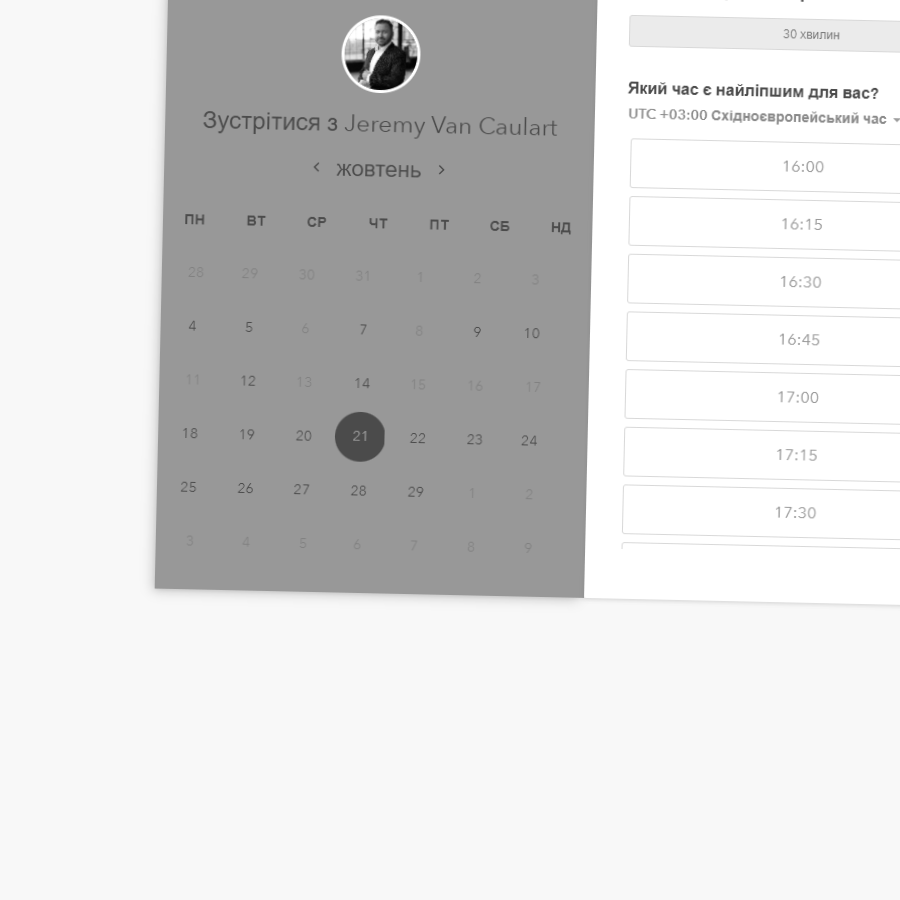 30 хвилин
Зустрітися з Jeremy Van Caulart
жовтень
ПН ВТ СР ЧТ ПТ СБ НД
28 29 30 31 1 2 3
4 5 6 7 8 9 10
11 12 13 14 15 16 17
18 19 20 21 22 23 24
25 26 27 28 29 1 2
3 4 5 6 7 8 9
Який час є найліпшим для вас?
UTC +03:00 Східноєвропейський час
16:00
16:15
16:30
16:45
17:00
17:15
17:30